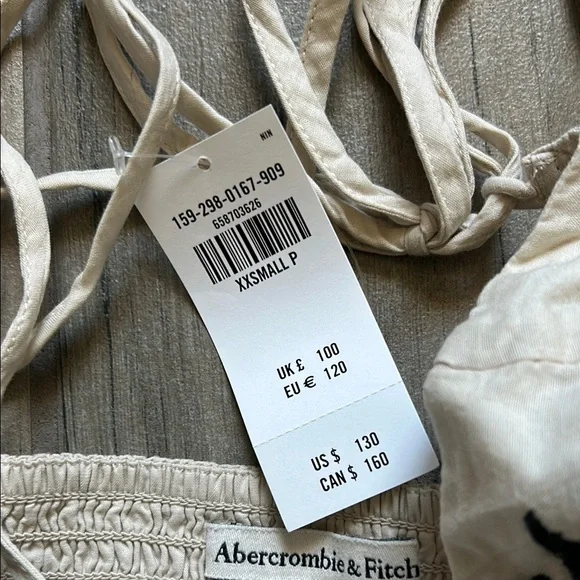 NIN
159-298-0167-909
658703626
XXSMALL P
UK £ 100
EU € 120
US $ 130
CAN $ 160
Abercrombie & Fitch